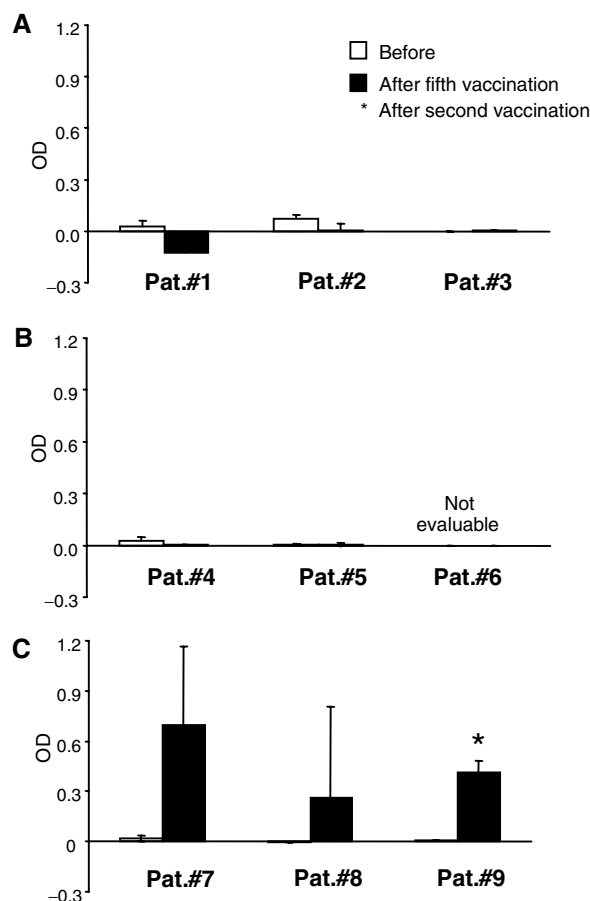 A
1.2
0.9
0.6
0.3
0.0
−0.3
OD
Before
After fifth vaccination
* After second vaccination
Pat.#1 Pat.#2 Pat.#3
B
1.2
0.9
0.6
0.3
0.0
−0.3
OD
Not
evaluable
Pat.#4 Pat.#5 Pat.#6
C
1.2
0.9
0.6
0.3
0
−0.3
OD
*
Pat.#7 Pat.#8 Pat.#9